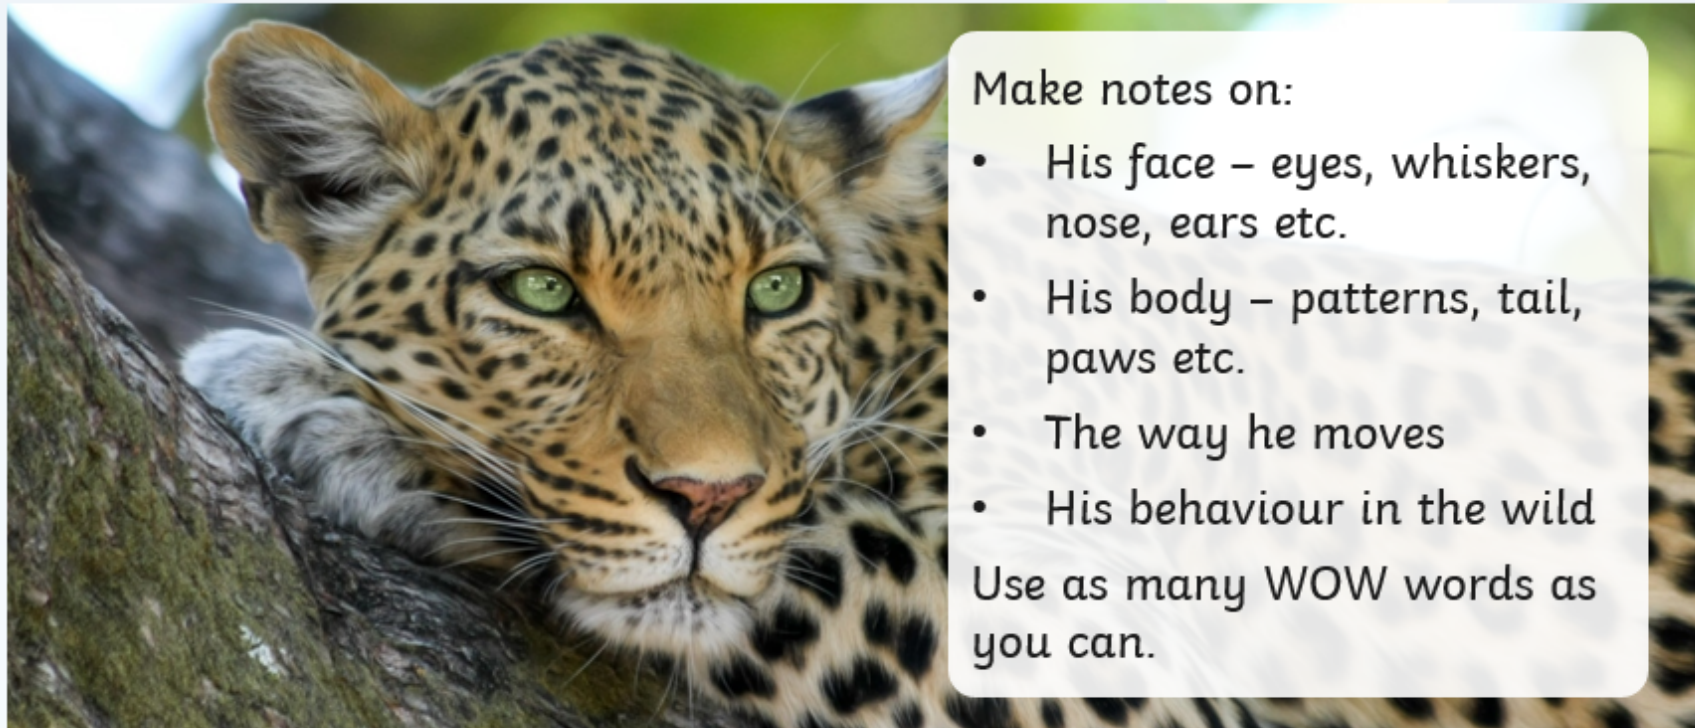 Make notes on:
• His face – eyes, whiskers,
nose, ears etc.
• His body – patterns, tail,
paws etc.
• The way he moves
• His behaviour in the wild
Use as many WOW words as
you can.